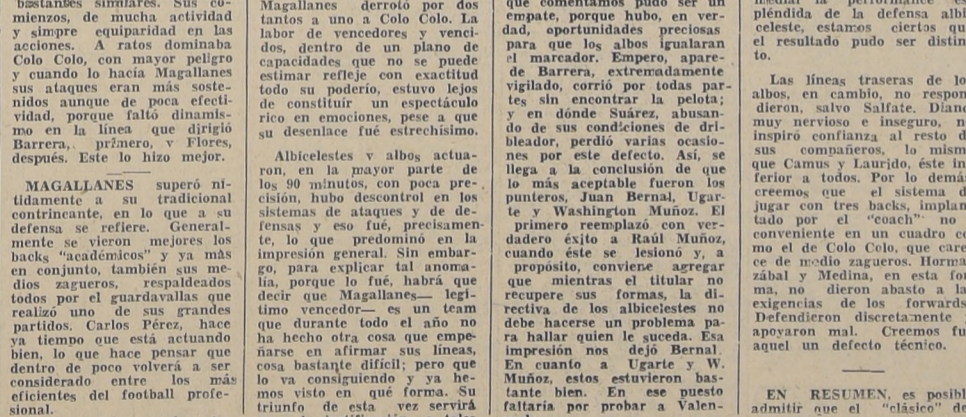 bastantes similares. Sus co-
mienzos, de mucha actividad
y simpre equiparidad en las
acciones. A ratos dominaba
Colo Colo, con mayor peligro
y cuando lo hacía Magallanes
sus ataques eran más soste-
nidos aunque de poca efecti-
vidad, porque faltó dinamis-
mo en la línea que dirigió
Barrera, primero, y Flores,
después. Este lo hizo mejor.
MAGALLANES superó ni-
tidamente a su tradicional
contrincante, en lo que a su
defensa se refiere. General-
mente se vieron mejores los
backs "académicos" y ya más
en conjunto, también sus me-
dios zagueros, respaldeados
todos por el guardavallas que
realizó uno de sus grandes
partidos. Carlos Pérez, hace
ya tiempo que está actuando
bien, lo que hace pensar que
dentro de poco volverá a ser
considerado entre los más
eficientes del football profe-
sional.
Magallanes derrotó por dos
tantos a uno a Colo Colo. La
labor de vencedores y venci-
dos, dentro de un plano de
capacidades que no se puede
estimar refleje con exactitud
todo su poderío, estuvo lejos
de constituír un espectáculo
rico en emociones, pese a que
su desenlace fué estrechísimo.
Albicelestes y albos actua-
ron, en la mayor parte de
los 90 minutos, con poca pre-
cisión, hubo descontrol en los
sistemas de ataques y de de-
fensas y eso fué, precisamen-
te, lo que predominó en la
impresión general. Sin embar-
go, para explicar tal anoma-
lía, porque lo fué, habrá que
decir que Magallanes— legí-
timo vencedor— es un team
que durante todo el año no
ha hecho otra cosa que empe-
ñarse en afirmar sus líneas,
cosa bastante difícil; pero que
lo va consiguiendo y ya he-
mos visto en qué forma. Su
triunfo de esta vez servirá
que comentamos pudo ser un
empate, porque hubo, en ver-
dad, oportunidades preciosas
para que los albos igualaran
el marcador. Empero, apare-
de Barrera, extremadamente
vigilado, corrió por todas par-
tes sin encontrar la pelota;
y en dónde Suárez, abusan-
do de sus condiciones de dri-
bleador, perdió varias ocasio-
nes por este defecto. Así, se
llega a la conclusión de que
lo más aceptable fueron los
punteros, Juan Bernal, Ugar-
te y Washington Muñoz. El
primero reemplazó con ver-
dadero éxito a Raúl Muñoz,
cuando éste se lesionó y, a
propósito, conviene agregar
que mientras el titular no
recupere sus formas, la di-
rectiva de los albicelestes no
debe hacerse un problema pa-
ra hallar quien le suceda. Esa
impresión nos dejó Bernal.
En cuanto a Ugarte y W.
Muñoz, estos estuvieron bas-
tante bien. En ese puesto
faltaría por probar a Valen-
mediar la performance es
pléndida de la defensa albi
celeste, estamos ciertos que
el resultado pudo ser distin
to.
Las líneas traseras de lo
albos, en cambio, no respon
dieron, salvo Salfate. Diane
muy nervioso e inseguro, n
inspiró confianza al resto d
sus compañeros, lo mism
que Camus y Laurido, éste in
ferior a todos. Por lo demá
creemos que el sistema d
jugar con tres backs, implan
tado por el "coach" no
conveniente en un cuadro co
mo el de Colo Colo, que care
ce de medio zagueros. Horma
zábal y Medina, en esta for
ma, no dieron abasto a la
exigencias de los forwards
Defendieron discretamente
apoyaron mal. Creemos fu
aquel un defecto técnico.
EN RESUMEN, es posibl
admitir que el "clásico" d